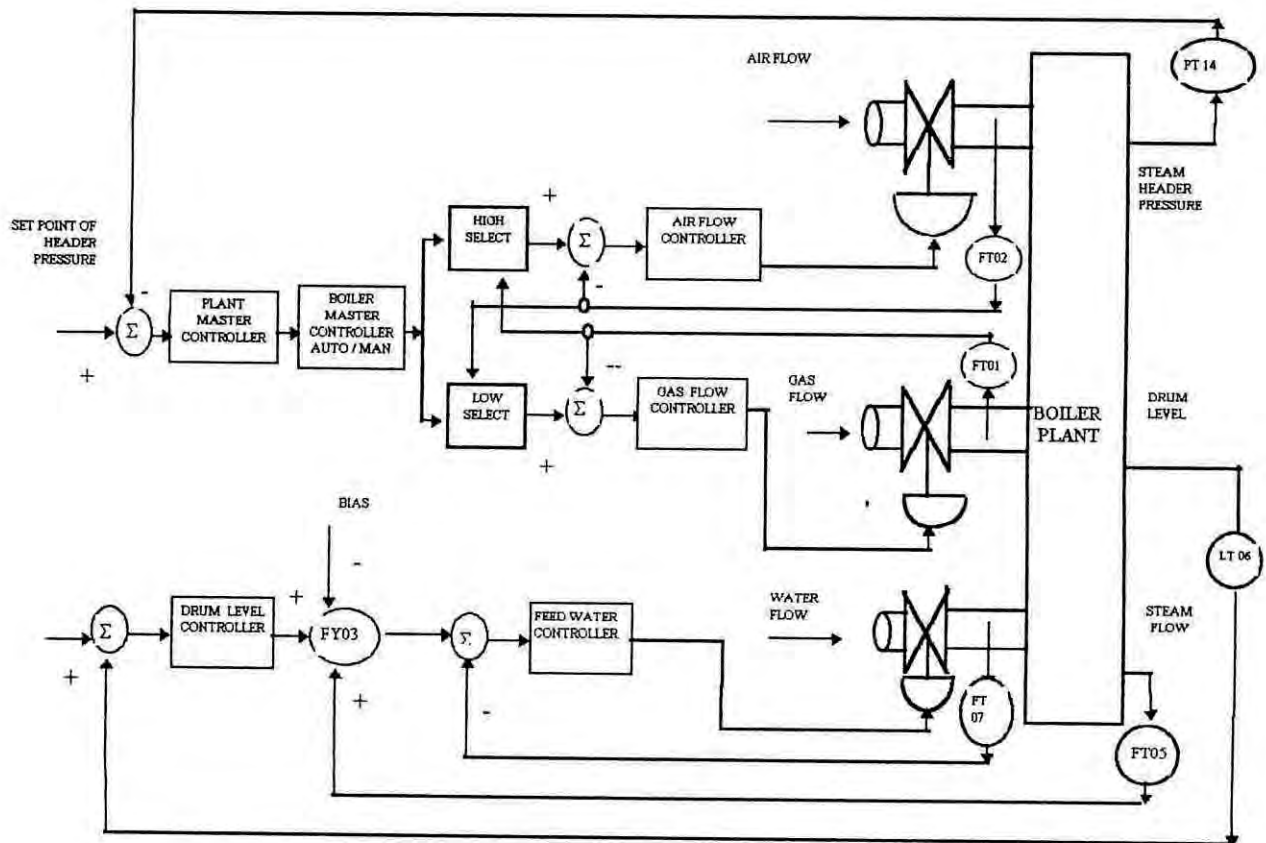 AIR FLOW
PT 14
STEAM
HEADER
PRESSURE
SET POINT OF
HEADER
PRESSURE
-
+
Σ
PLANT
MASTER
CONTROLLER
BOILER
MASTER
CONTROLLER
AUTO / MAN
HIGH
SELECT
+
Σ
-
AIR FLOW
CONTROLLER
FT02
LOW
SELECT
+
Σ
--
GAS FLOW
CONTROLLER
GAS
FLOW
FT01
BOILER
PLANT
DRUM
LEVEL
LT 06
BIAS
-
+
Σ
DRUM LEVEL
CONTROLLER
+
FY03
+
Σ
-
FEED WATER
CONTROLLER
WATER
FLOW
FT
07
STEAM
FLOW
FT05